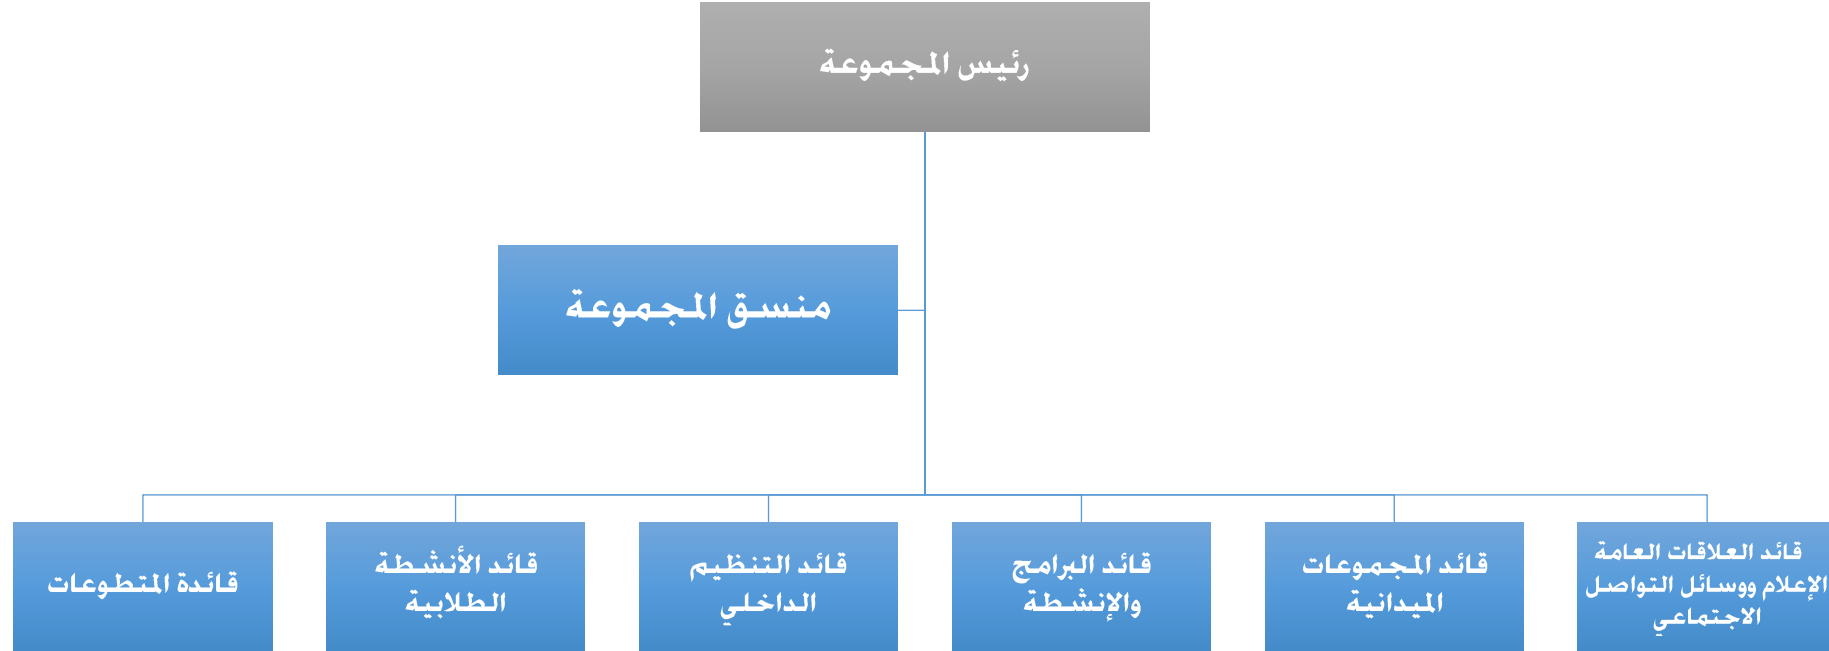 رئيس المجموعة
منسق المجموعة
قائد العلاقات العامة
الإعلام ووسائل التواصل
الاجتماعي
قائد المجموعات
الميدانية
قائد البرامج
والإنشطة
قائد التنظيم
الداخلي
قائد الأنشطة
الطلابية
قائدة المتطوعات